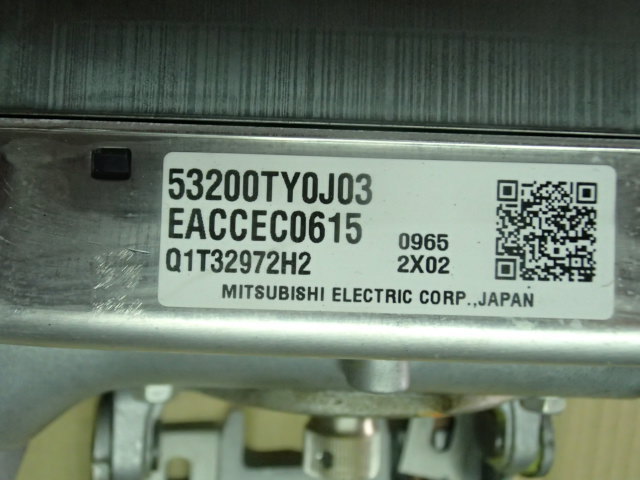 53200TY0J03
EACCEC0615
0965
Q1T32972H2 2X02
MITSUBISHI ELECTRIC CORP.,JAPAN